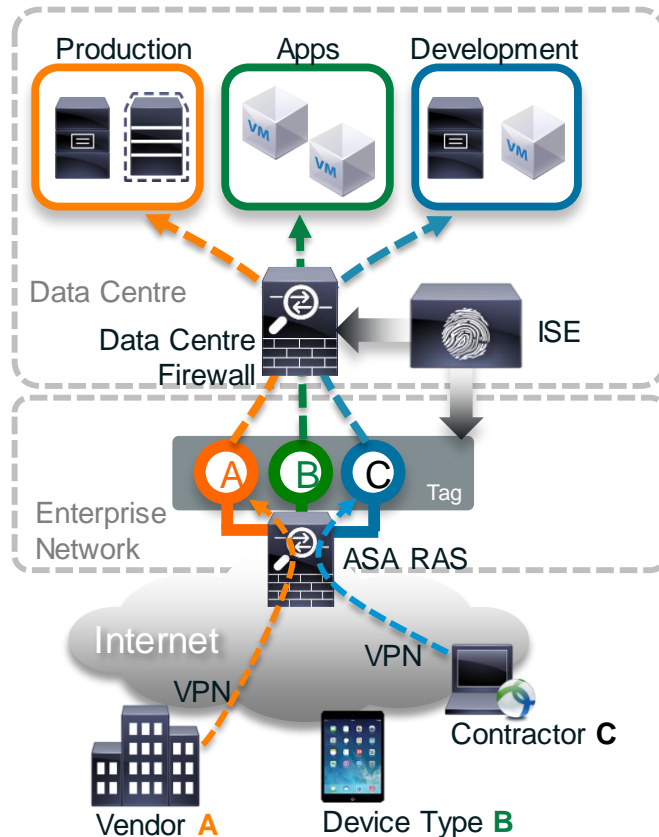 Production
Apps
Development
VM
VM
VM
Data Centre
Data Centre
Firewall
ISE
A
B
C
Tag
Enterprise
Network
ASA RAS
Internet
VPN
VPN
Contractor C
Vendor A
Device Type B